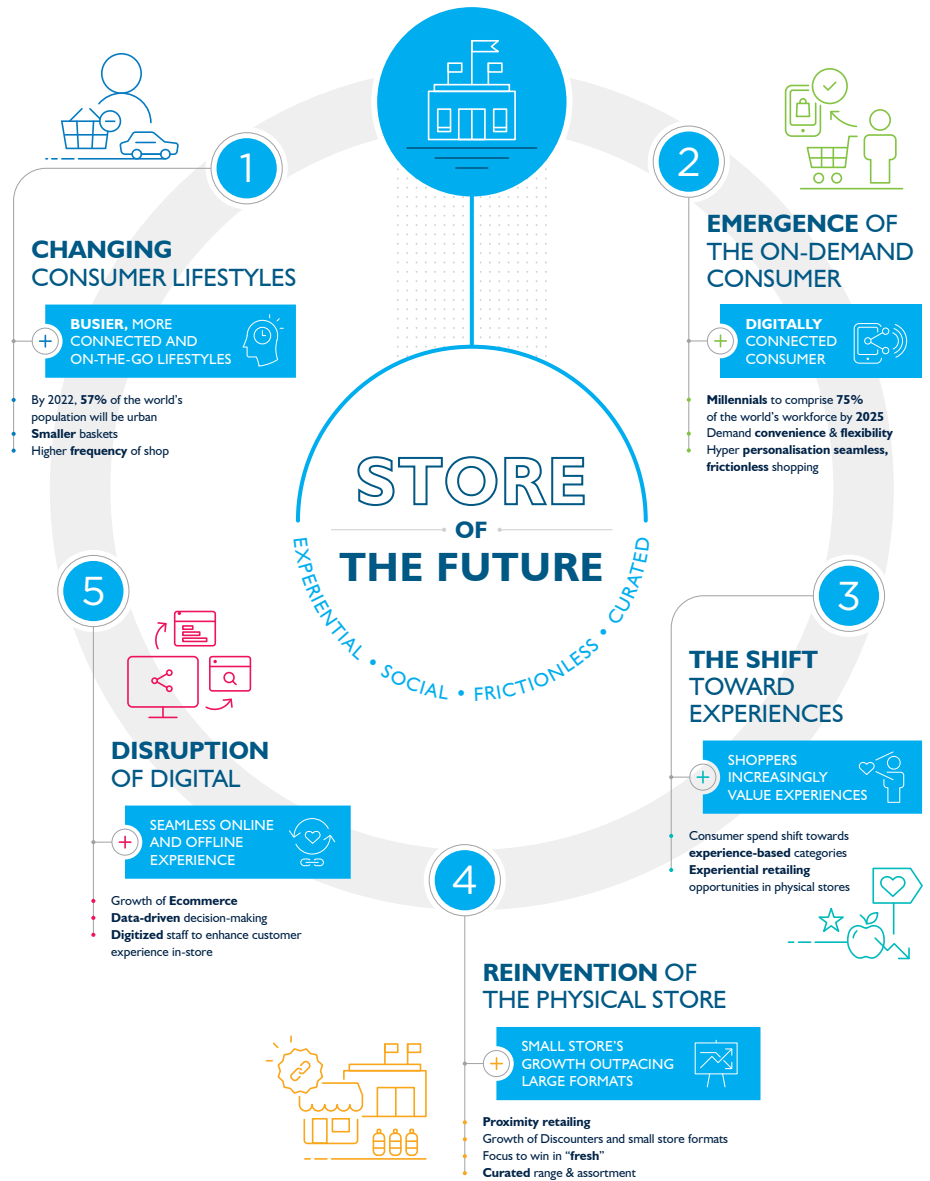 1
CHANGING
CONSUMER LIFESTYLES
BUSIER, MORE
CONNECTED AND
ON-THE-GO LIFESTYLES
By 2022, 57% of the world's
population will be urban
Smaller baskets
Higher frequency of shop
2
EMERGENCE OF
THE ON-DEMAND
CONSUMER
DIGITALLY
CONNECTED
CONSUMER
Millennials to comprise 75%
of the world's workforce by 2025
Demand convenience & flexibility
Hyper personalisation seamless,
frictionless shopping
STORE
OF
THE FUTURE
EXPERIENTIAL • SOCIAL • FRICTIONLESS • CURATED
3
THE SHIFT
TOWARD
EXPERIENCES
SHOPPERS
INCREASINGLY
VALUE EXPERIENCES
Consumer spend shift towards
experience-based categories
Experiential retailing
opportunities in physical stores
4
REINVENTION OF
THE PHYSICAL STORE
SMALL STORE'S
GROWTH OUTPACING
LARGE FORMATS
Proximity retailing
Growth of Discounters and small store formats
Focus to win in "fresh"
Curated range & assortment
5
DISRUPTION
OF DIGITAL
SEAMLESS ONLINE
AND OFFLINE
EXPERIENCE
Growth of Ecommerce
Data-driven decision-making
Digitized staff to enhance customer
experience in-store